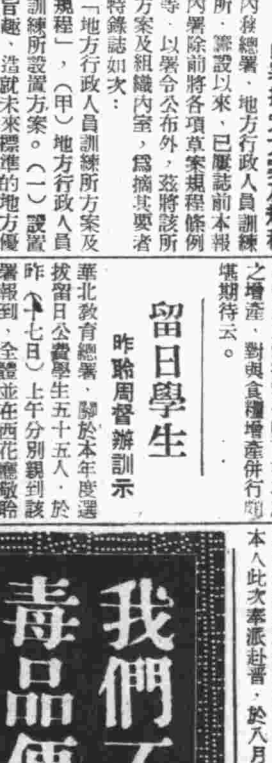 內務總署、地方行政人員訓練
所、籌設以來、已屢誌前本報
內署除前將各項草案規程條例
等、以署令公布外、茲將該所
方案及組織內室、爲摘其要者
特錄誌如次：
「地方行政人員訓練所方案及
規程」、（甲）地方行政人員
訓練所設置方案。（一）設置
旨趣、造就未來標準的地方優
之增產、對與食糧增產併行
堪期待云。
留日學生
昨聆周督辦訓示
華北教育總署、關於本年度選
拔留日公費學生五十五人、於
昨（十七日）上午分別親到該
署報到、全體並在西花廳敬聆
本人此次奉派赴晋、於八月
我們
毒品便